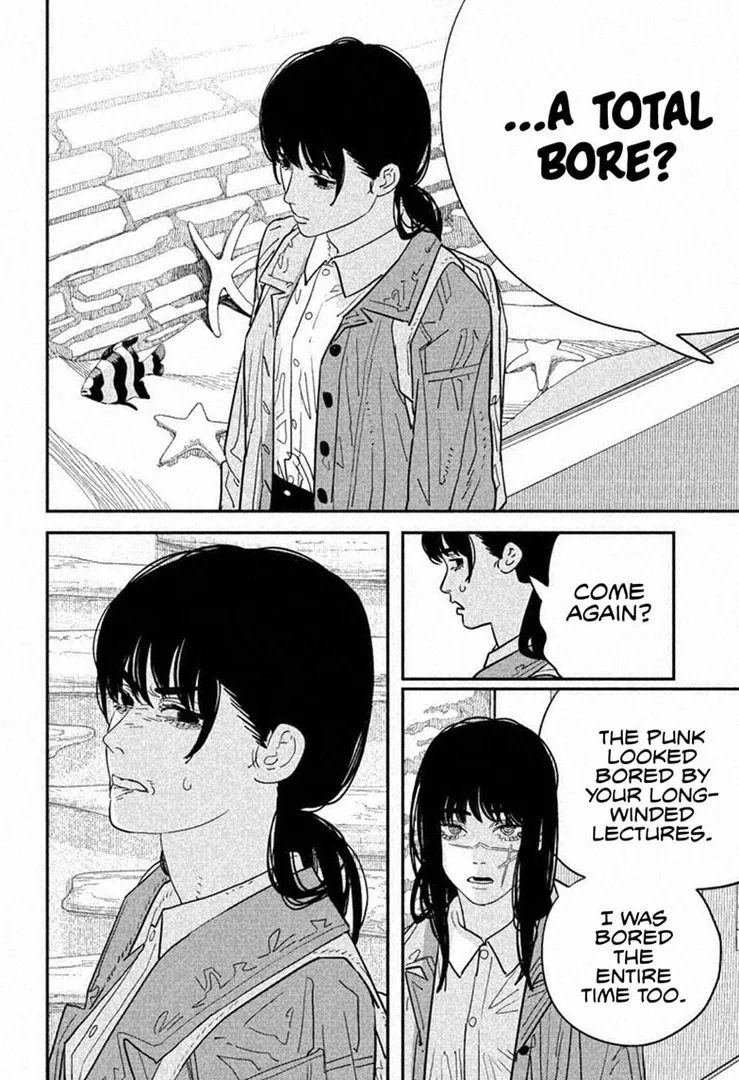 ...A TOTAL
BORE?
COME
AGAIN?
THE PUNK
LOOKED
BORED BY
YOUR LONG-
WINDED
LECTURES.
I WAS
BORED
THE
ENTIRE
TIME TOO.